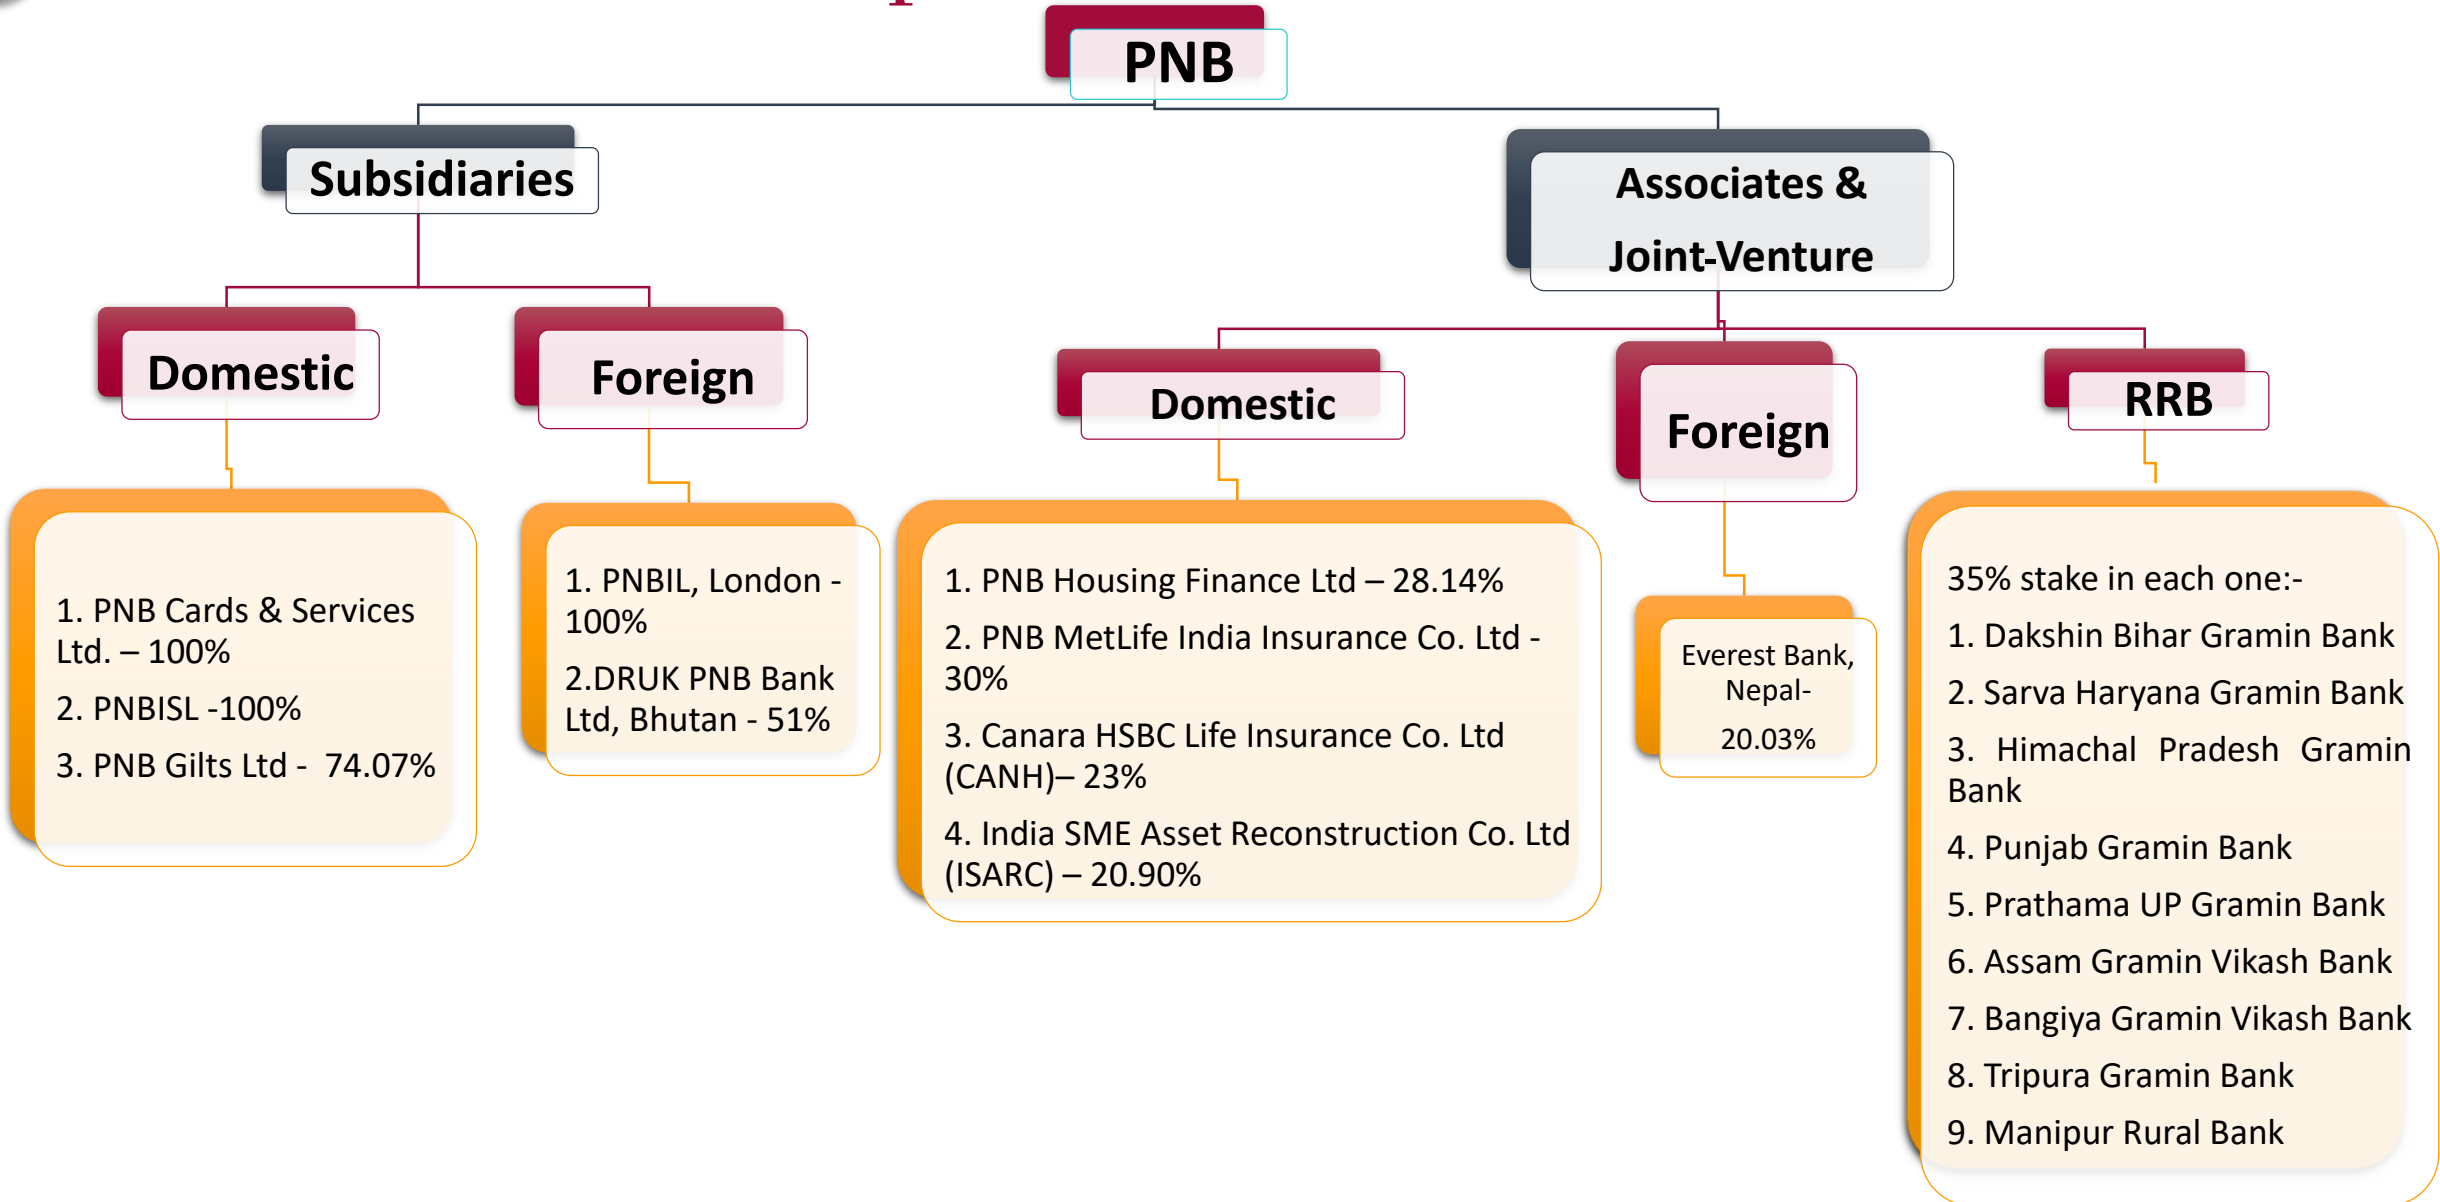 PNB
Subsidiaries
Associates &
Joint-Venture
Domestic
Foreign
Domestic
Foreign
RRB
1. PNB Cards & Services
Ltd. – 100%
2. PNBISL -100%
3. PNB Gilts Ltd - 74.07%
1. PNBIL, London -
100%
2.DRUK PNB Bank
Ltd, Bhutan - 51%
1. PNB Housing Finance Ltd – 28.14%
2. PNB MetLife India Insurance Co. Ltd -
30%
3. Canara HSBC Life Insurance Co. Ltd
(CANH)– 23%
4. India SME Asset Reconstruction Co. Ltd
(ISARC) – 20.90%
Everest Bank,
Nepal-
20.03%
35% stake in each one:-
1. Dakshin Bihar Gramin Bank
2. Sarva Haryana Gramin Bank
3. Himachal Pradesh Gramin
Bank
4. Punjab Gramin Bank
5. Prathama UP Gramin Bank
6. Assam Gramin Vikash Bank
7. Bangiya Gramin Vikash Bank
8. Tripura Gramin Bank
9. Manipur Rural Bank